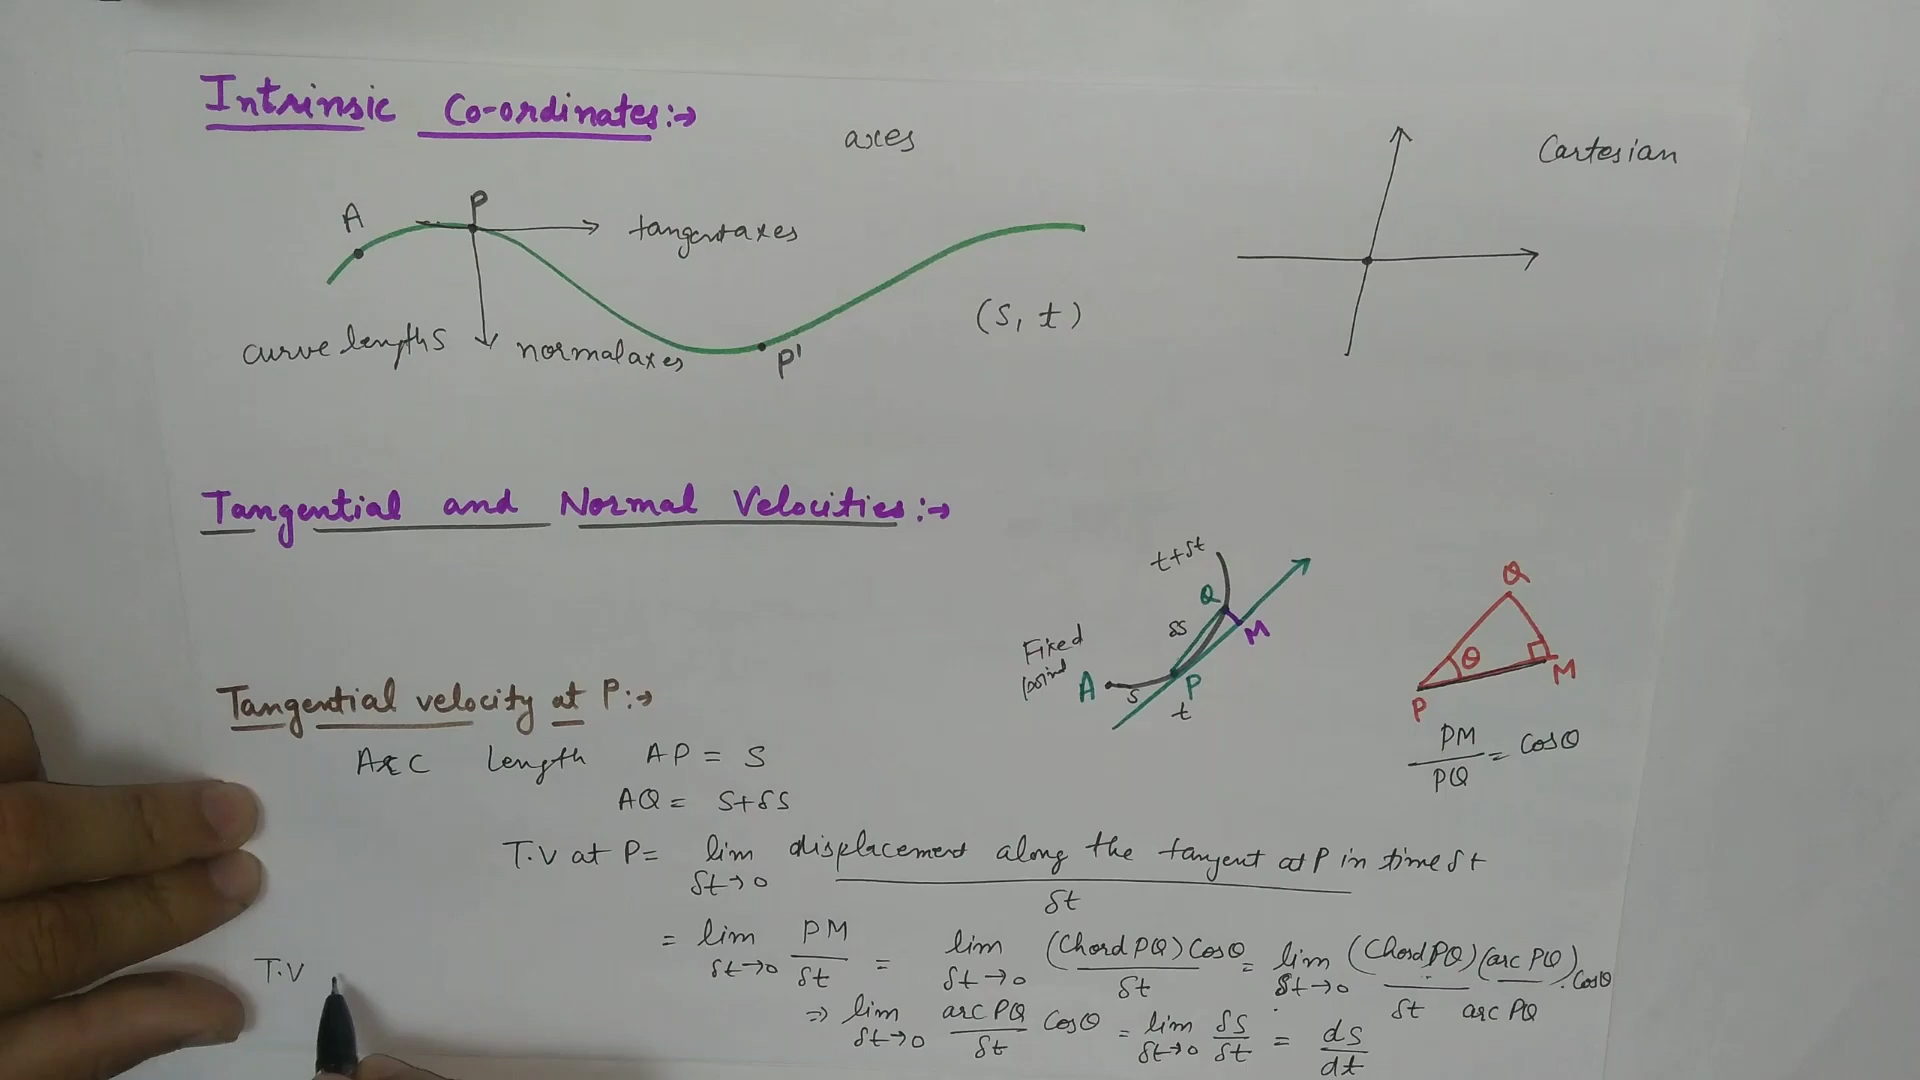 Intrinsic Co-ordinates:→
axes
Cartesian
A
P
tangent axes
(s, t)
curve length S
normal axes
P'
Tangential and Normal Velocities:→
t+δt
Q
δs
M
Fixed
point
A
s
P
t
Q
θ
M
P
PM/PQ = Cosθ
Tangential velocity at P:→
Arc Length AP = S
AQ = S+δS
T.V at P = lim δt→0 displacement along the tangent at P in time δt / δt
= lim δt→0 PM/δt = lim δt→0 (Chord PQ) Cosθ / δt = lim δt→0 (Chord PQ)/δt (arc PQ)/arc PQ . Cosθ
T.V
⇒ lim δt→0 arc PQ/δt Cosθ = lim δt→0 δs/δt = ds/dt